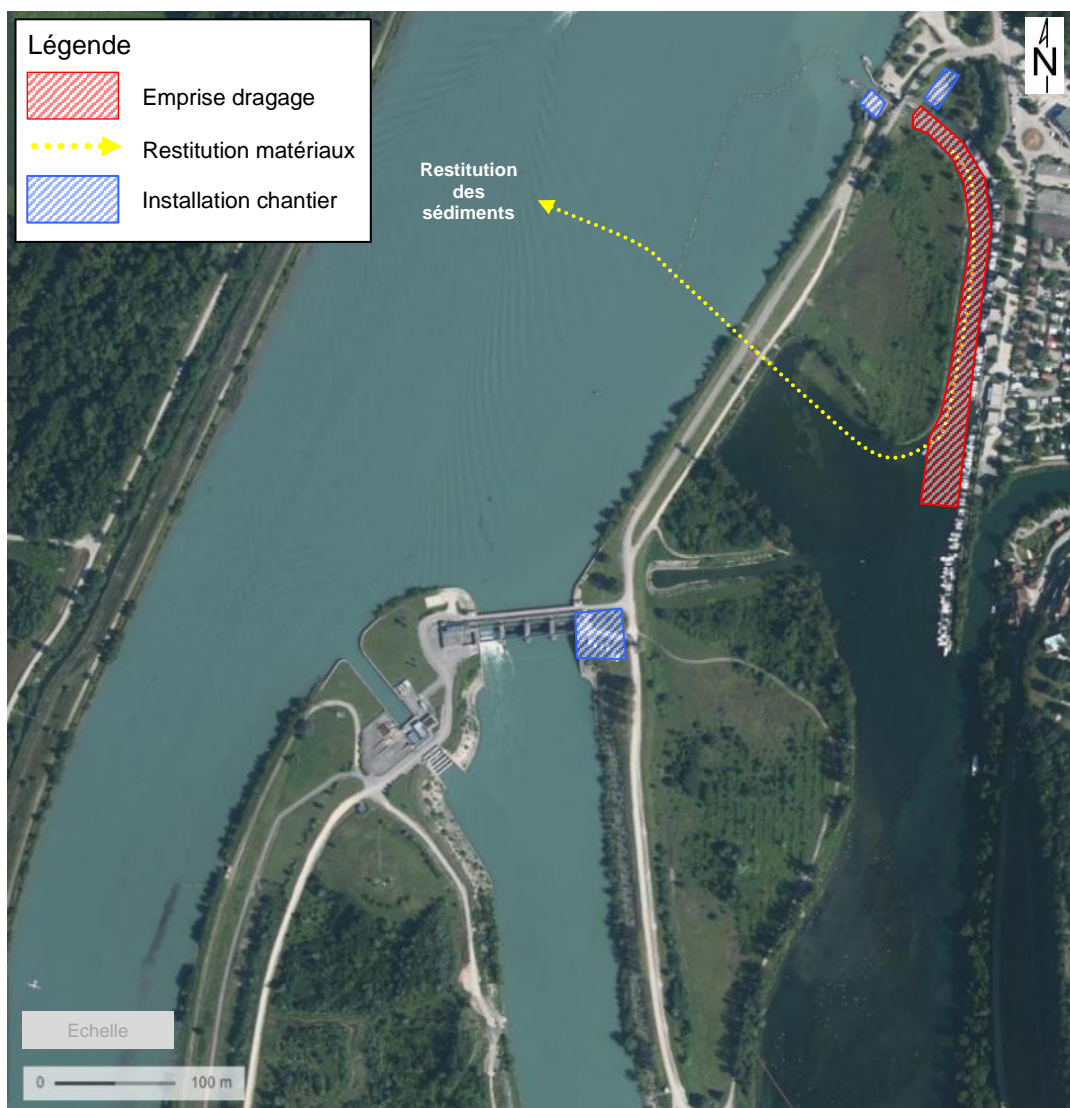 Légende
Emprise dragage
Restitution matériaux
Installation chantier
N
Restitution
des
sédiments
Echelle
0 100 m